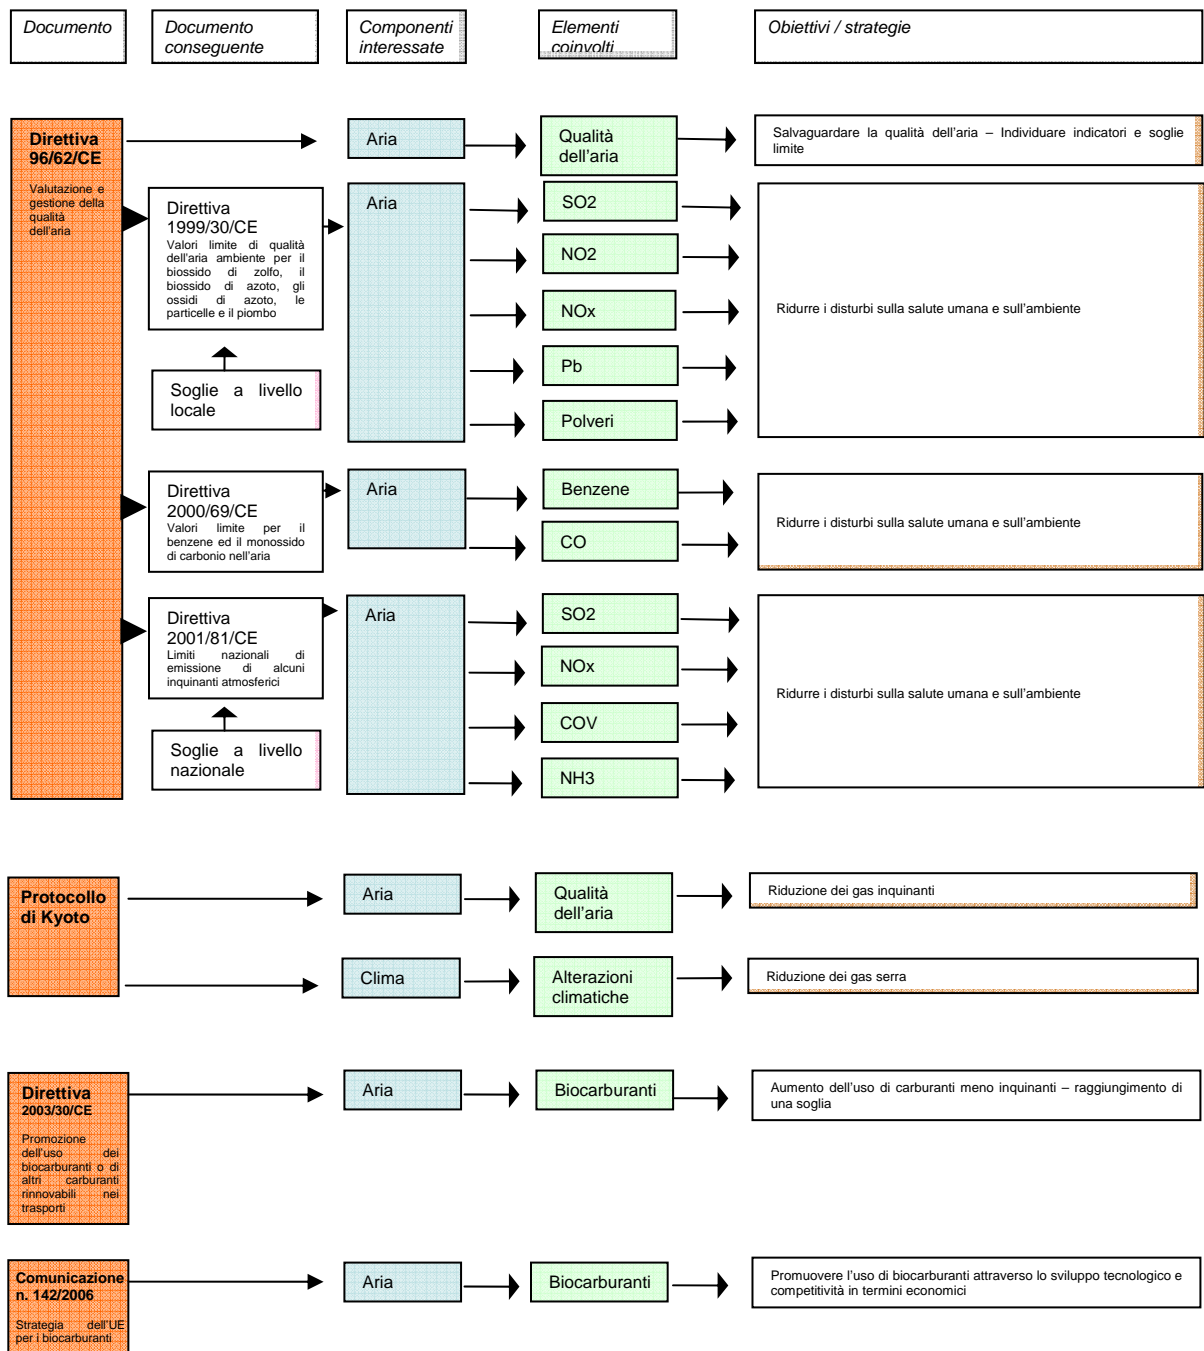 Documento
Documento
conseguente
Componenti
interessate
Elementi
coinvolti
Obiettivi / strategie
Direttiva
96/62/CE
Valutazione e
gestione della
qualità
dell'aria
Aria
Qualità
dell'aria
Salvaguardare la qualità dell'aria – Individuare indicatori e soglie
limite
Direttiva
1999/30/CE
Valori limite di qualità
dell'aria ambiente per il
biossido di zolfo, il
biossido di azoto, gli
ossidi di azoto, le
particelle e il piombo
Soglie a livello
locale
Aria
SO2
NO2
NOx
Pb
Polveri
Ridurre i disturbi sulla salute umana e sull'ambiente
Direttiva
2000/69/CE
Valori limite per il
benzene ed il monossido
di carbonio nell'aria
Aria
Benzene
CO
Ridurre i disturbi sulla salute umana e sull'ambiente
Direttiva
2001/81/CE
Limiti nazionali di
emissione di alcuni
inquinanti atmosferici
Soglie a livello
nazionale
Aria
SO2
NOx
COV
NH3
Ridurre i disturbi sulla salute umana e sull'ambiente
Protocollo
di Kyoto
Aria
Qualità
dell'aria
Riduzione dei gas inquinanti
Clima
Alterazioni
climatiche
Riduzione dei gas serra
Direttiva
2003/30/CE
Promozione
dell'uso dei
biocarburanti o di
altri carburanti
rinnovabili nei
trasporti
Aria
Biocarburanti
Aumento dell'uso di carburanti meno inquinanti – raggiungimento di
una soglia
Comunicazione
n. 142/2006
Strategia dell'UE
per i biocarburanti
Aria
Biocarburanti
Promuovere l'uso di biocarburanti attraverso lo sviluppo tecnologico e
competitività in termini economici